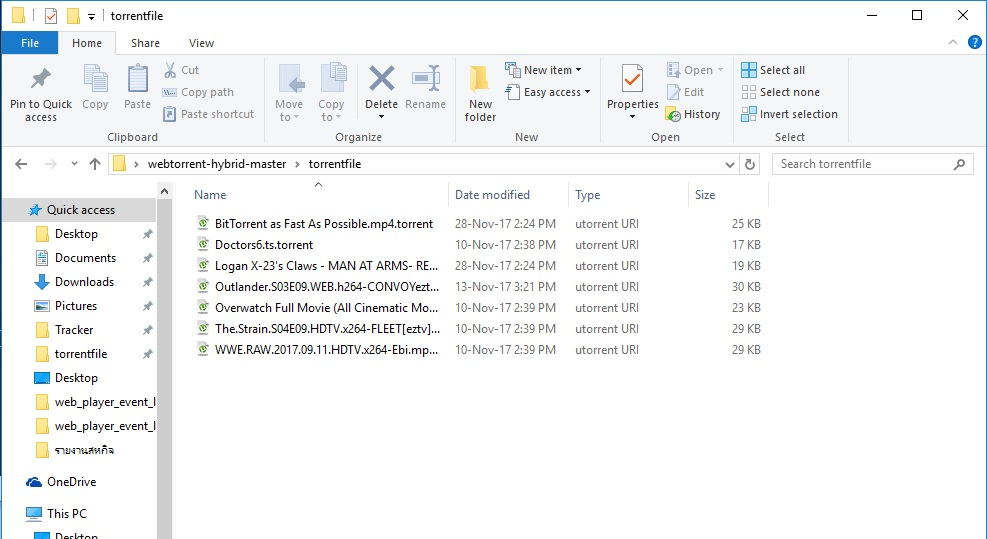 torrentfile
File Home Share View
Pin to Quick access
Copy
Paste
Cut
Copy path
Paste shortcut
Clipboard
Move to
Copy to
Delete
Rename
Organize
New folder
New item
Easy access
New
Properties
Open
Edit
History
Open
Select all
Select none
Invert selection
Select
webtorrent-hybrid-master > torrentfile
Search torrentfile
Quick access
Desktop
Documents
Downloads
Pictures
Tracker
torrentfile
Desktop
web_player_event_l
web_player_event_l
รายงานสหกิจ
OneDrive
This PC
Desktop
Name Date modified Type Size
BitTorrent as Fast As Possible.mp4.torrent 28-Nov-17 2:24 PM utorrent URI 25 KB
Doctors6.ts.torrent 10-Nov-17 2:38 PM utorrent URI 17 KB
Logan X-23's Claws - MAN AT ARMS- RE... 28-Nov-17 2:24 PM utorrent URI 19 KB
Outlander.S03E09.WEB.h264-CONVOYezt... 13-Nov-17 3:21 PM utorrent URI 30 KB
Overwatch Full Movie (All Cinematic Mo... 10-Nov-17 2:39 PM utorrent URI 23 KB
The.Strain.S04E09.HDTV.x264-FLEET[eztv]... 10-Nov-17 2:39 PM utorrent URI 29 KB
WWE.RAW.2017.09.11.HDTV.x264-Ebi.mp... 10-Nov-17 2:39 PM utorrent URI 29 KB